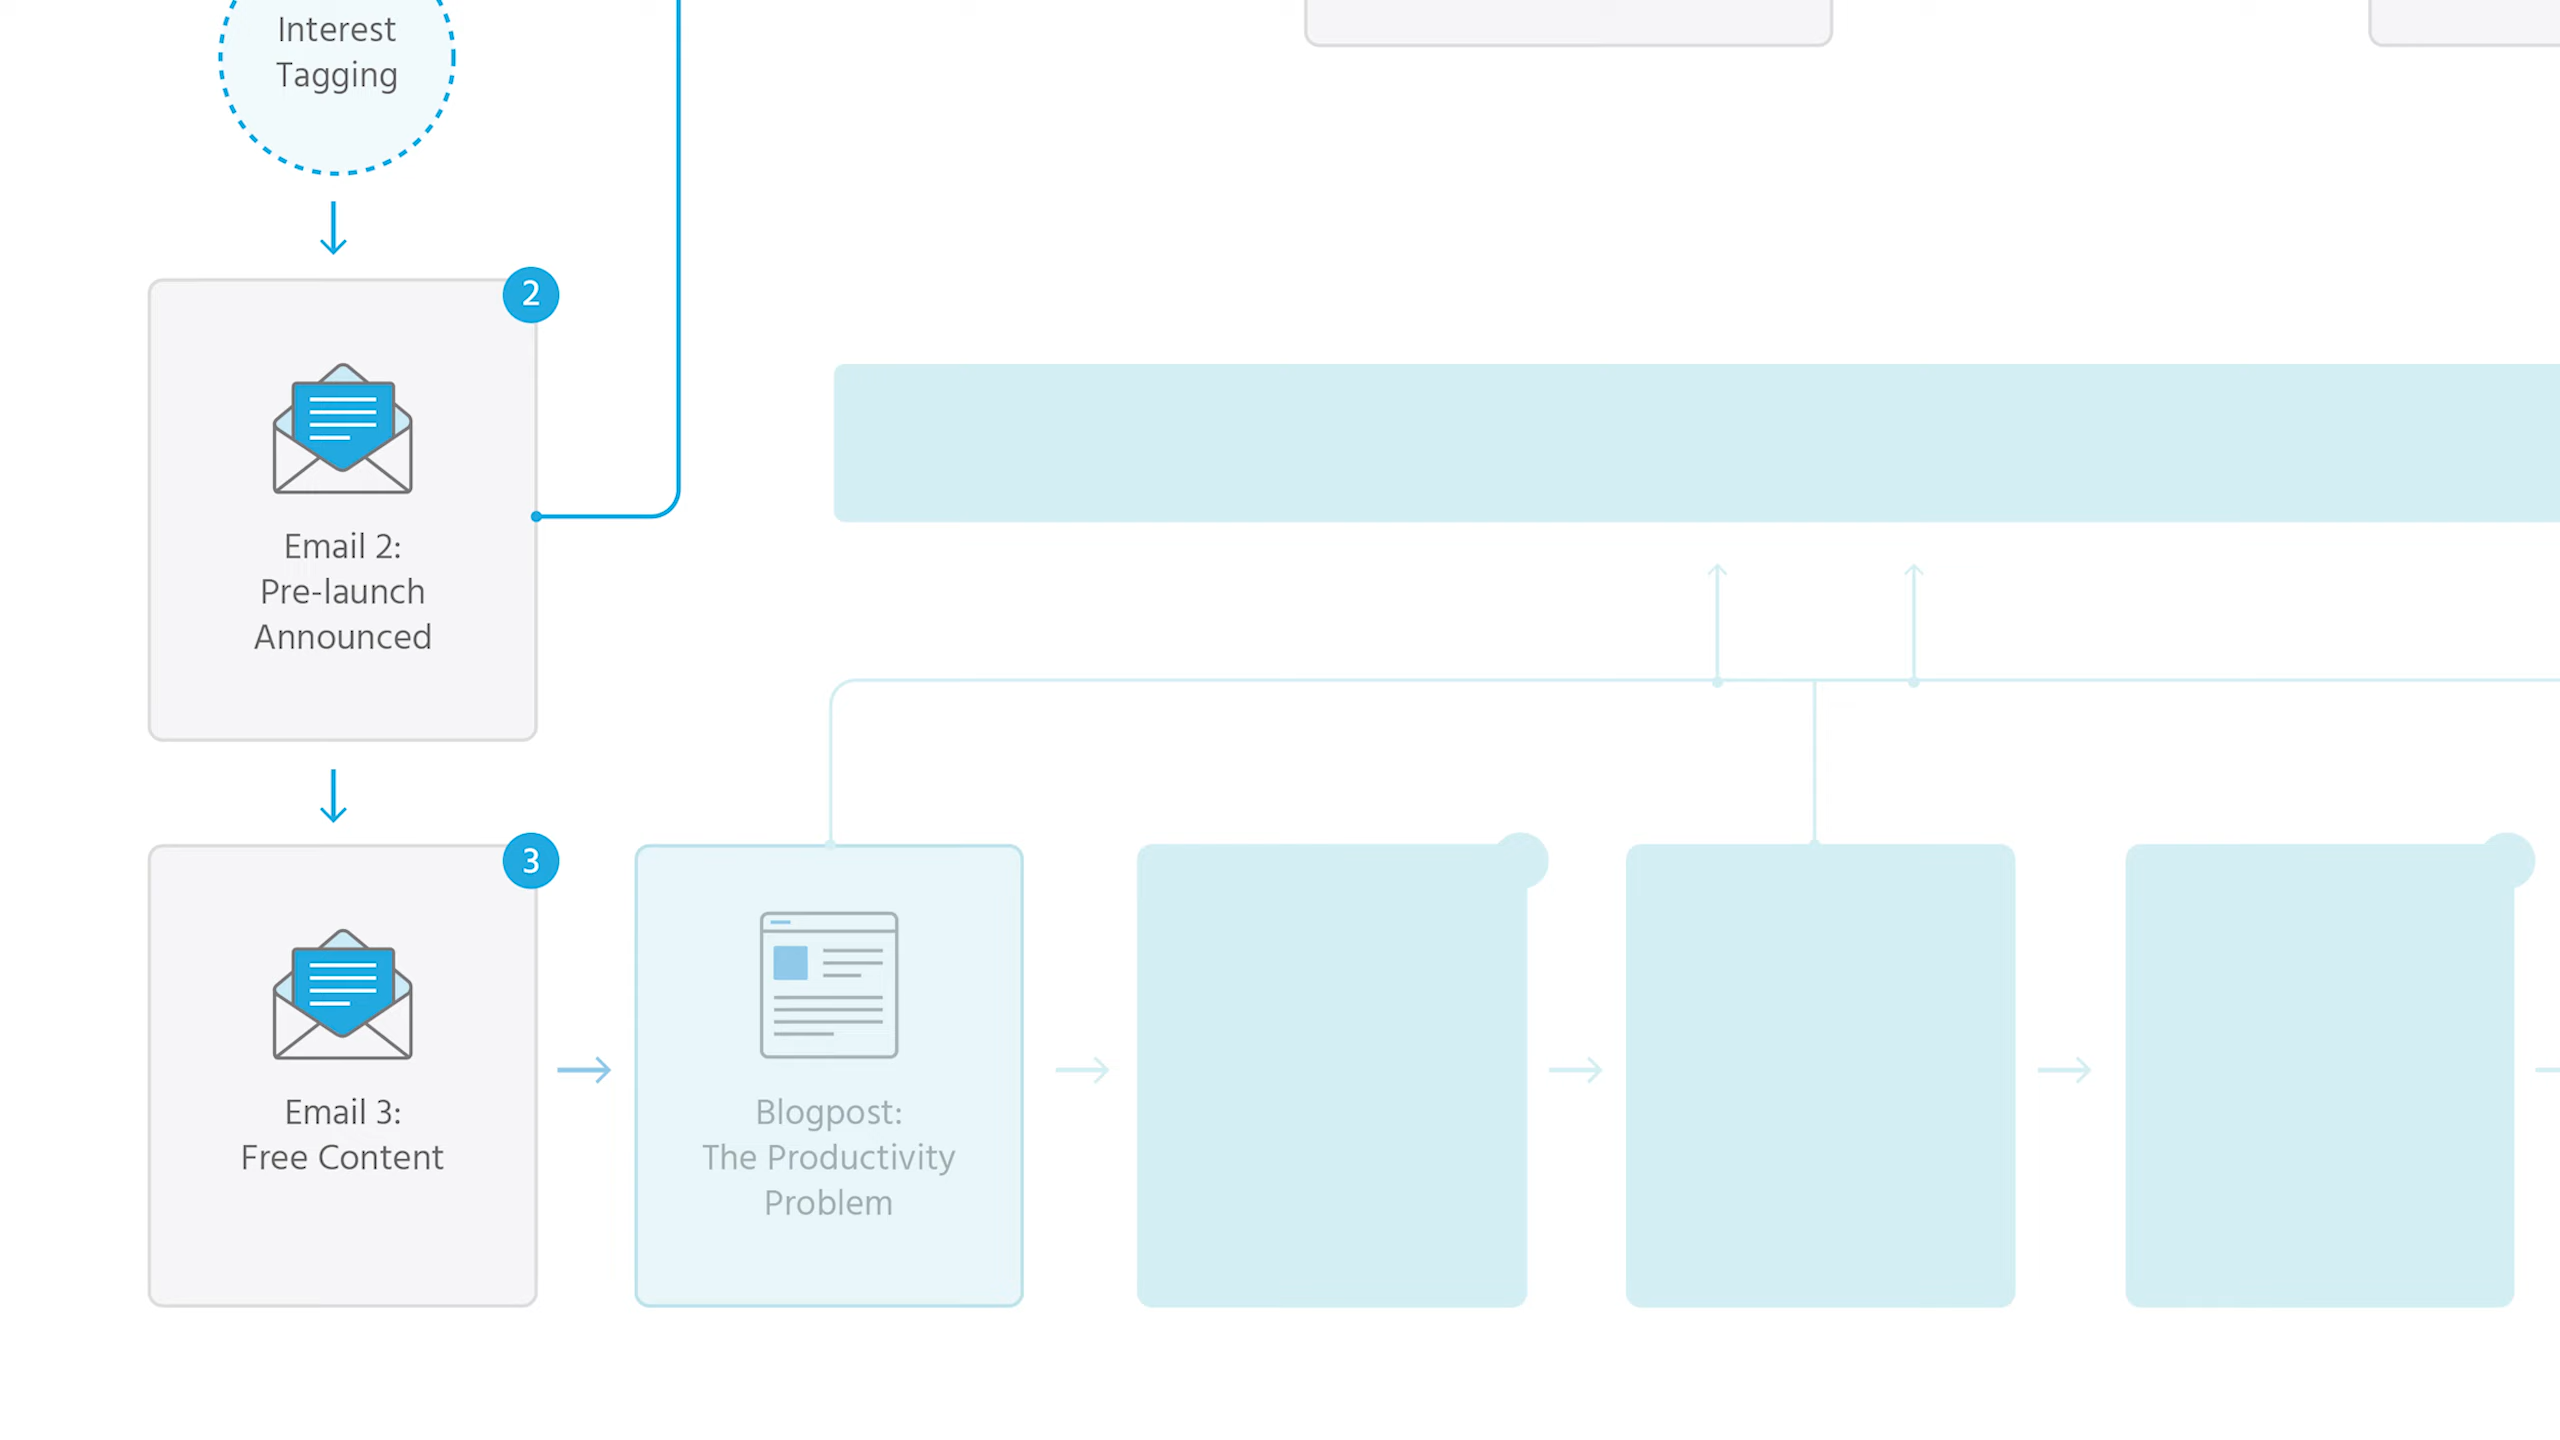 Interest
Tagging
2
Email 2:
Pre-launch
Announced
3
Email 3:
Free Content
Blogpost:
The Productivity
Problem